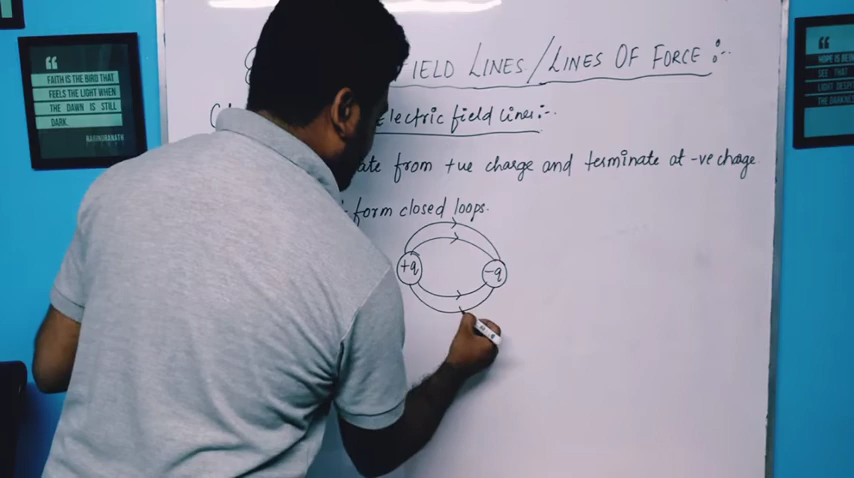 FAITH IS THE BIRD THAT
FEELS THE LIGHT WHEN
THE DAWN IS STILL
DARK.
FIELD LINES / LINES OF FORCE :-
Electric field lines :-
ate from +ve charge and terminate at -ve charge.
form closed loops.
+q
-q
HOPE IS BEIN
SEE THAT
LIGHT DESP
THE DARKNES